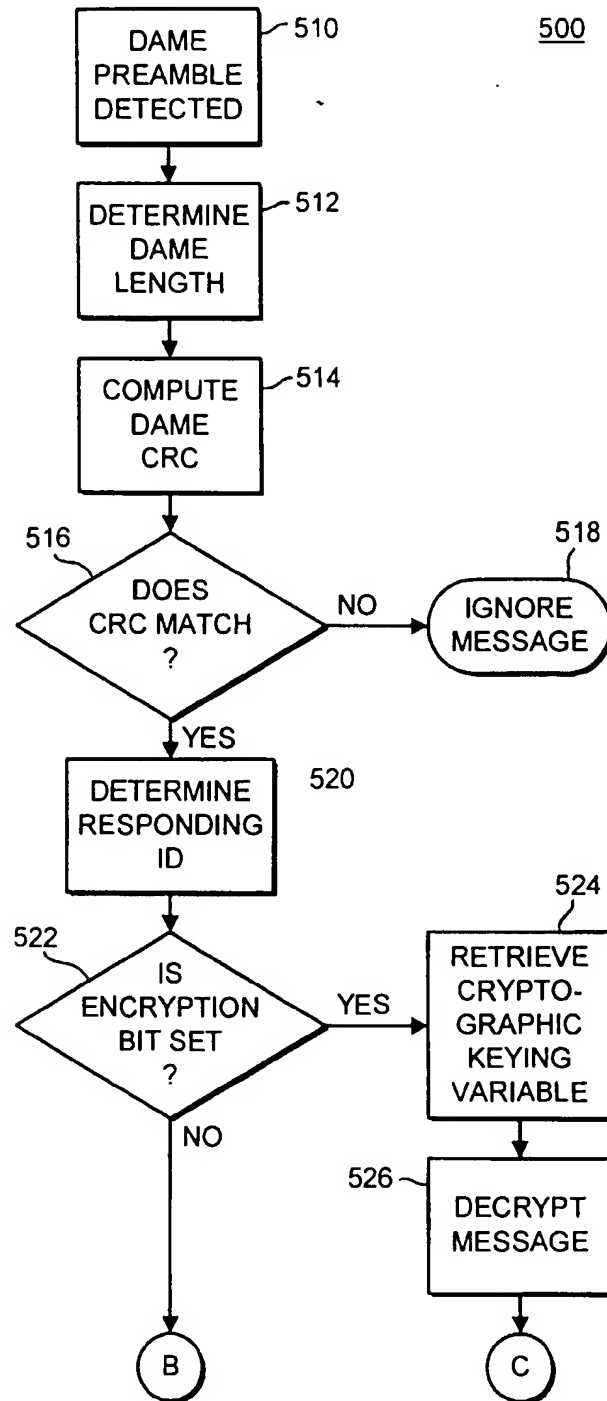 510
500
DAME
PREAMBLE
DETECTED
512
DETERMINE
DAME
LENGTH
514
COMPUTE
DAME
CRC
516
DOES
CRC MATCH
?
NO
518
IGNORE
MESSAGE
YES
DETERMINE
RESPONDING
ID
520
522
IS
ENCRYPTION
BIT SET
?
YES
524
RETRIEVE
CRYPTO-
GRAPHIC
KEYING
VARIABLE
NO
526
DECRYPT
MESSAGE
B
C